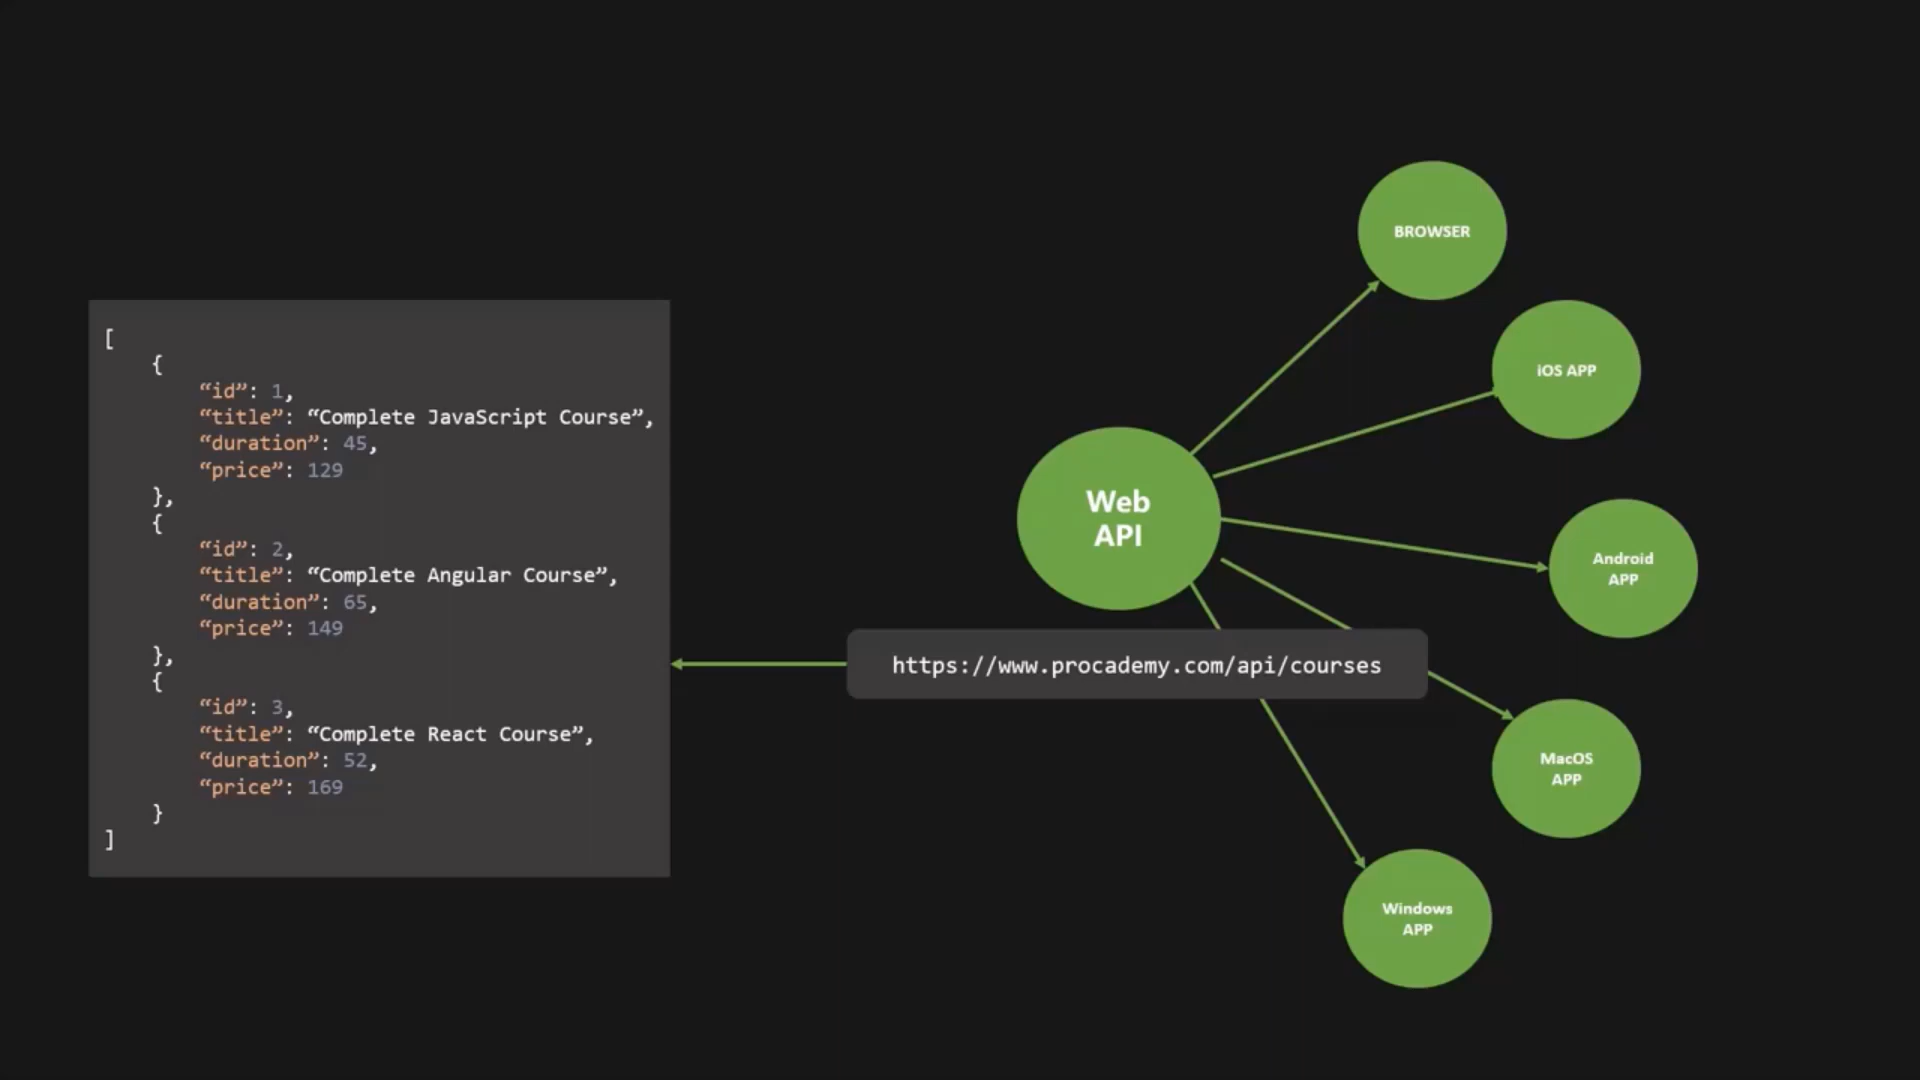 [
{
“id”: 1,
“title”: “Complete JavaScript Course”,
“duration”: 45,
“price”: 129
},
{
“id”: 2,
“title”: “Complete Angular Course”,
“duration”: 65,
“price”: 149
},
{
“id”: 3,
“title”: “Complete React Course”,
“duration”: 52,
“price”: 169
}
]
https://www.procademy.com/api/courses
Web
API
BROWSER
iOS APP
Android
APP
MacOS
APP
Windows
APP